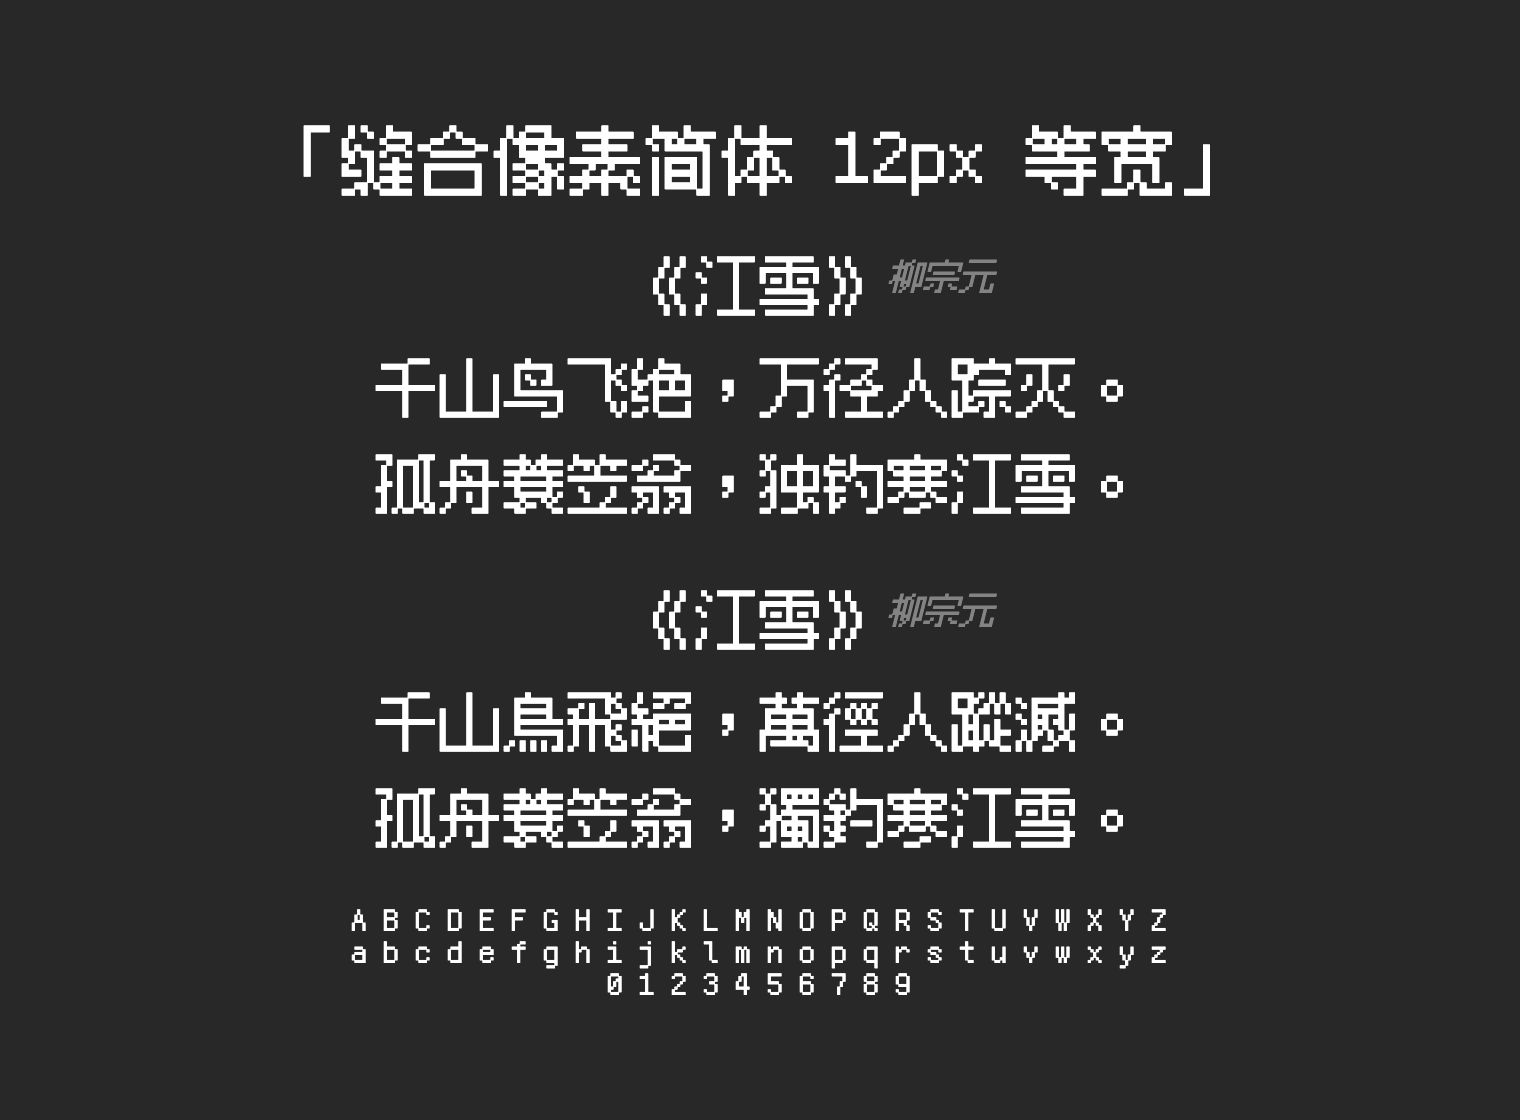 「缝合像素简体 12px 等宽」
《江雪》 柳宗元
千山鸟飞绝，万径人踪灭。
孤舟蓑笠翁，独钓寒江雪。
《江雪》 柳宗元
千山鳥飛絕，萬徑人蹤滅。
孤舟蓑笠翁，獨釣寒江雪。
A B C D E F G H I J K L M N O P Q R S T U V W X Y Z
a b c d e f g h i j k l m n o p q r s t u v w x y z
0 1 2 3 4 5 6 7 8 9